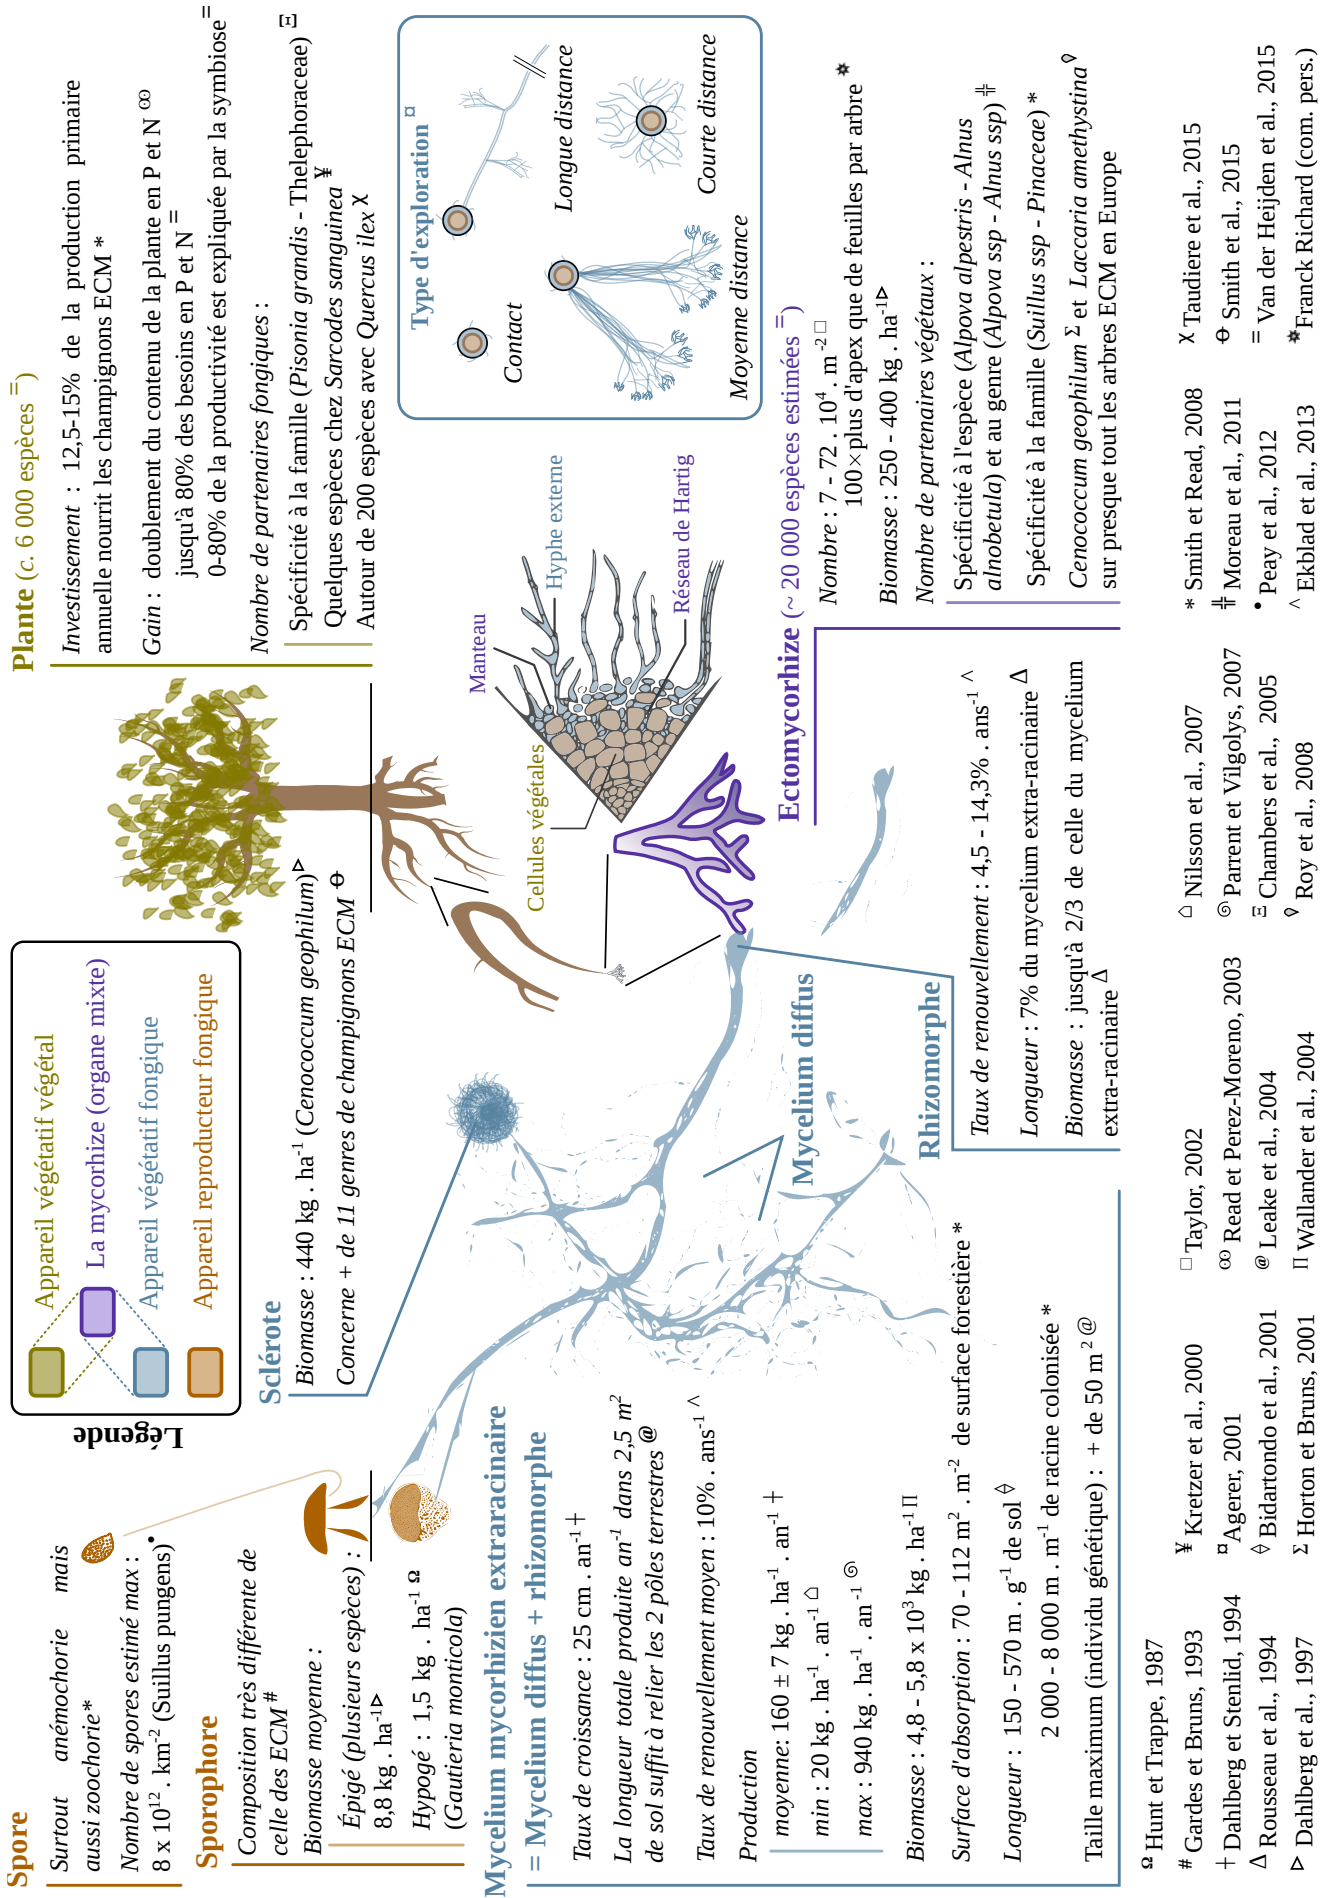 Spore
Surtout anémochorie mais
aussi zoochorie*
Nombre de spores estimé max :
8 x 10¹² . km⁻² (Suillus pungens)•
Sporophore
Composition très différente de
celle des ECM #
Biomasse moyenne :
Épigé (plusieurs espèces) :
8,8 kg . ha⁻¹ ⊳
Hypogé : 1,5 kg . ha⁻¹ Ω
(Gautieria monticola)
Mycelium mycorhizien extraracinaire
= Mycelium diffus + rhizomorphe
Taux de croissance : 25 cm . an⁻¹ †
La longueur totale produite an⁻¹ dans 2,5 m²
de sol suffit à relier les 2 pôles terrestres @
Taux de renouvellement moyen : 10% . ans⁻¹ ^
Production
moyenne: 160 ± 7 kg . ha⁻¹ . an⁻¹ †
min : 20 kg . ha⁻¹ . an⁻¹ ⌂
max : 940 kg . ha⁻¹ . an⁻¹ ൭
Biomasse : 4,8 - 5,8 x 10³ kg . ha⁻¹ Π
Surface d'absorption : 70 - 112 m² . m⁻² de surface forestière *
Longueur : 150 - 570 m . g⁻¹ de sol ◊
2 000 - 8 000 m . m⁻¹ de racine colonisée *
Taille maximum (individu génétique) : + de 50 m² @
Légende
Appareil végétatif végétal
La mycorhize (organe mixte)
Appareil végétatif fongique
Appareil reproducteur fongique
Sclérote
Biomasse : 440 kg . ha⁻¹ (Cenococcum geophilum)⊳
Concerne + de 11 genres de champignons ECM ⊖
Mycelium diffus
Rhizomorphe
Taux de renouvellement : 4,5 - 14,3% . ans⁻¹ ^
Longueur : 7% du mycelium extra-racinaire Δ
Biomasse : jusqu'à 2/3 de celle du mycelium
extra-racinaire Δ
Plante (c. 6 000 espèces =)
Investissement : 12,5-15% de la production primaire
annuelle nourrit les champignons ECM *
Gain : doublement du contenu de la plante en P et N ൞
jusqu'à 80% des besoins en P et N =
0-80% de la productivité est expliquée par la symbiose =
Nombre de partenaires fongiques :
Spécificité à la famille (Pisonia grandis - Thelephoraceae) Ξ
Quelques espèces chez Sarcodes sanguinea ¥
Autour de 200 espèces avec Quercus ilex χ
Cellules végétales
Manteau
Hyphe externe
Réseau de Hartig
Type d'exploration ¤
Contact
Longue distance
Moyenne distance
Courte distance
Ectomycorhize (~ 20 000 espèces estimées =)
Nombre : 7 - 72 . 10⁴ . m⁻² □
100×plus d'apex que de feuilles par arbre ✸
Biomasse : 250 - 400 kg . ha⁻¹ ⊳
Nombre de partenaires végétaux :
Spécificité à l'espèce (Alpova alpestris - Alnus
alnobetula) et au genre (Alpova ssp - Alnus ssp) ╬
Spécificité à la famille (Suillus ssp - Pinaceae) *
Cenococcum geophilum Σ et Laccaria amethystina ⚲
sur presque tout les arbres ECM en Europe
Ω Hunt et Trappe, 1987
# Gardes et Bruns, 1993
† Dahlberg et Stenlid, 1994
Δ Rousseau et al., 1994
⊳ Dahlberg et al., 1997
¥ Kretzer et al., 2000
¤ Agerer, 2001
◊ Bidartondo et al., 2001
Σ Horton et Bruns, 2001
□ Taylor, 2002
൞ Read et Perez-Moreno, 2003
@ Leake et al., 2004
Π Wallander et al., 2004
⌂ Nilsson et al., 2007
൭ Parrent et Vilgolys, 2007
Ξ Chambers et al., 2005
⚲ Roy et al., 2008
* Smith et Read, 2008
╬ Moreau et al., 2011
• Peay et al., 2012
^ Ekblad et al., 2013
χ Taudiere et al., 2015
⊖ Smith et al., 2015
= Van der Heijden et al., 2015
✸ Franck Richard (com. pers.)